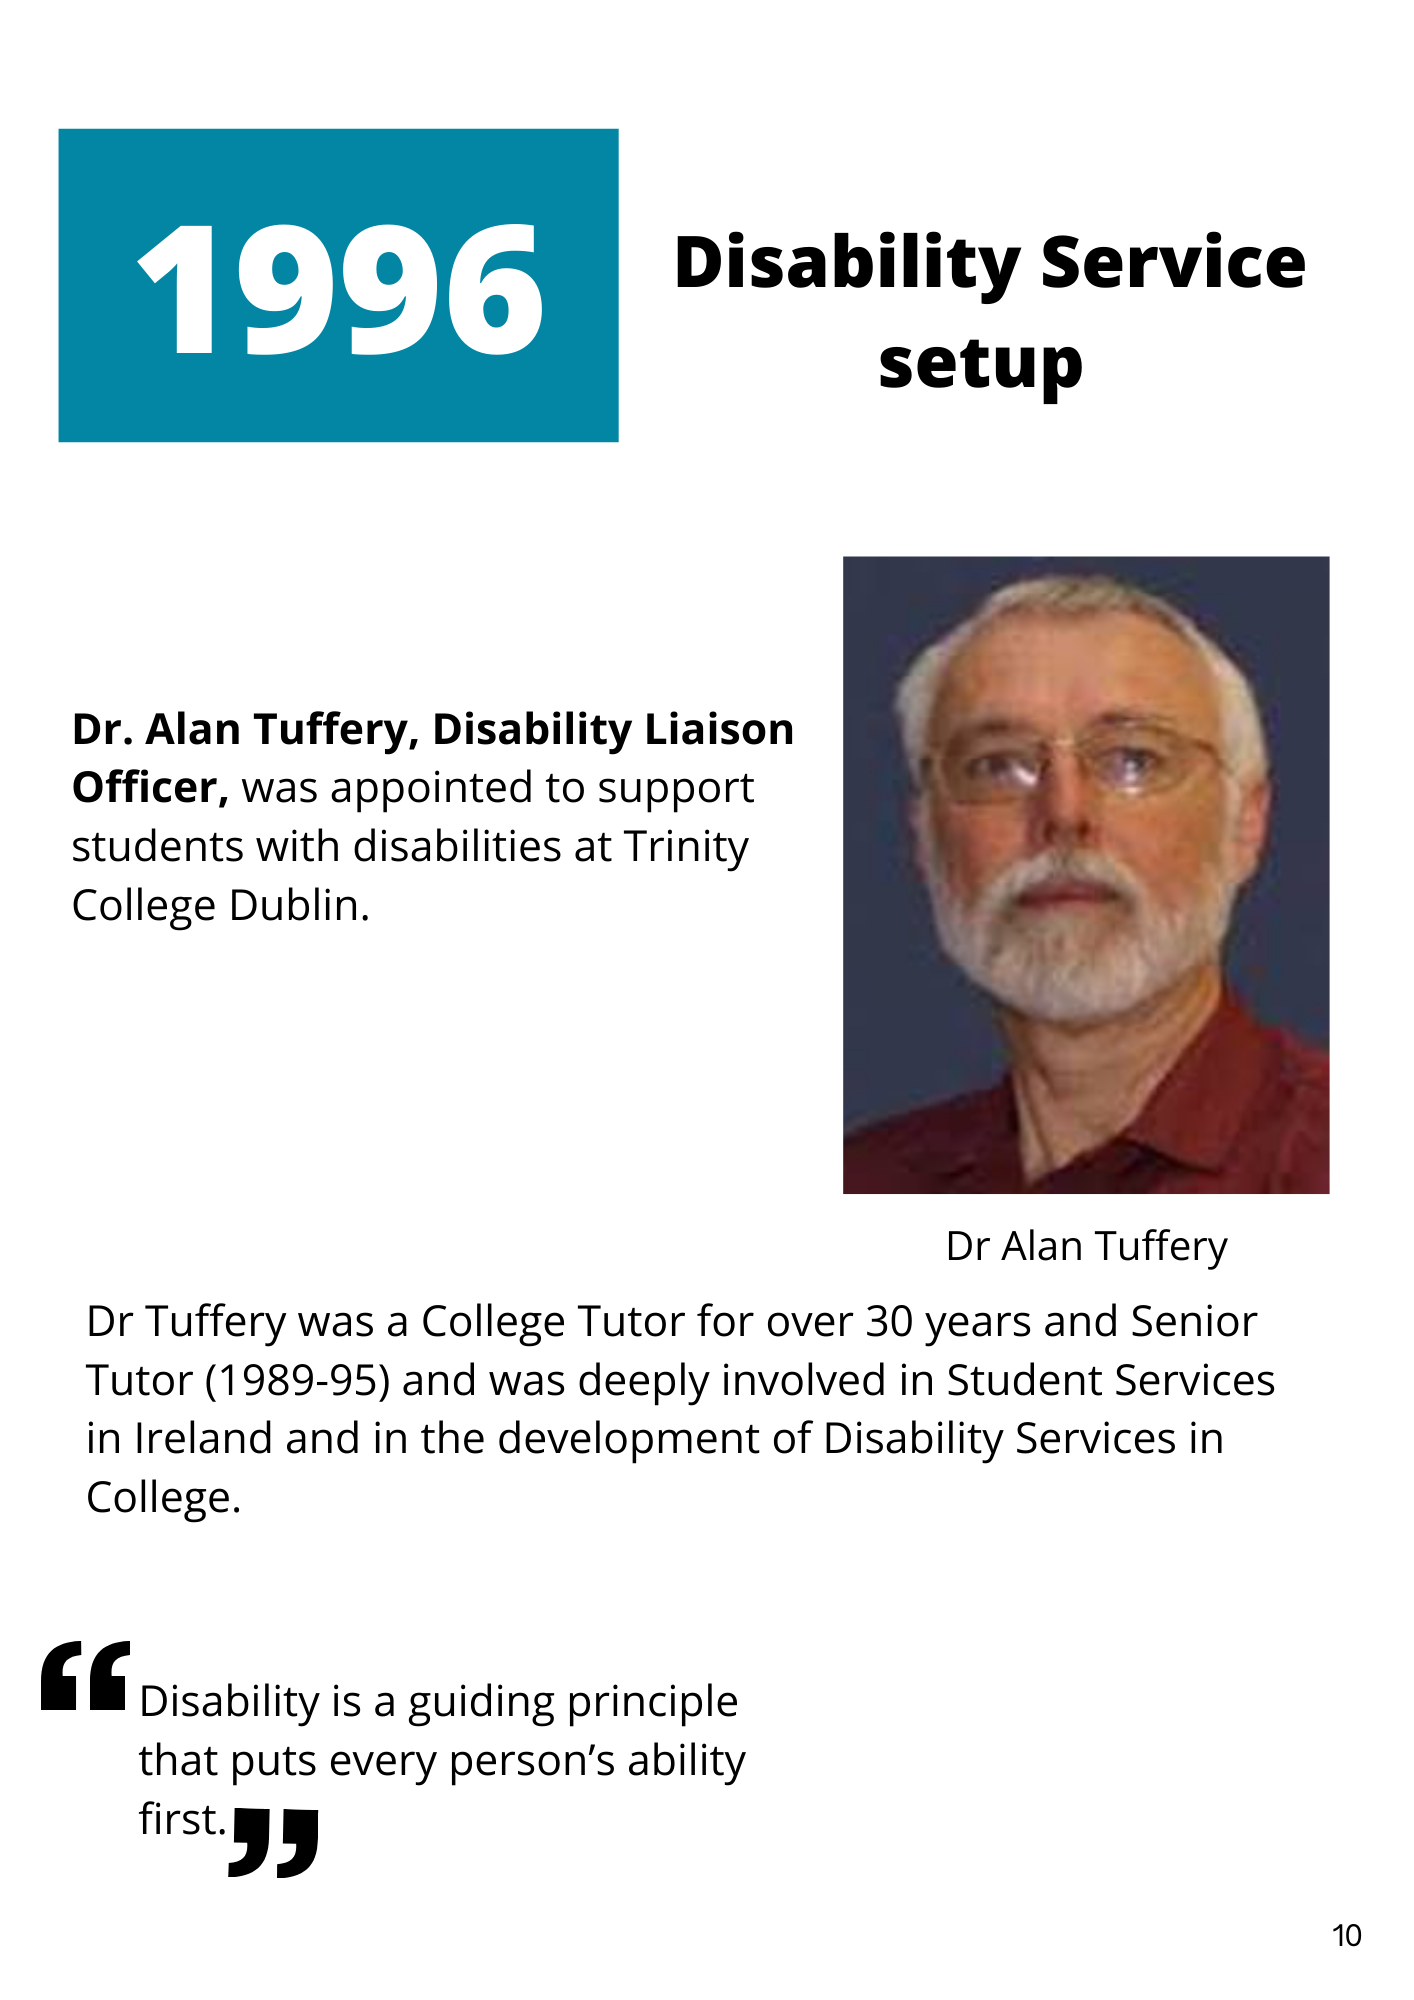 1996
Disability Service
setup
Dr. Alan Tuffery, Disability Liaison
Officer, was appointed to support
students with disabilities at Trinity
College Dublin.
Dr Alan Tuffery
Dr Tuffery was a College Tutor for over 30 years and Senior
Tutor (1989-95) and was deeply involved in Student Services
in Ireland and in the development of Disability Services in
College.
“Disability is a guiding principle
that puts every person’s ability
first.”
10